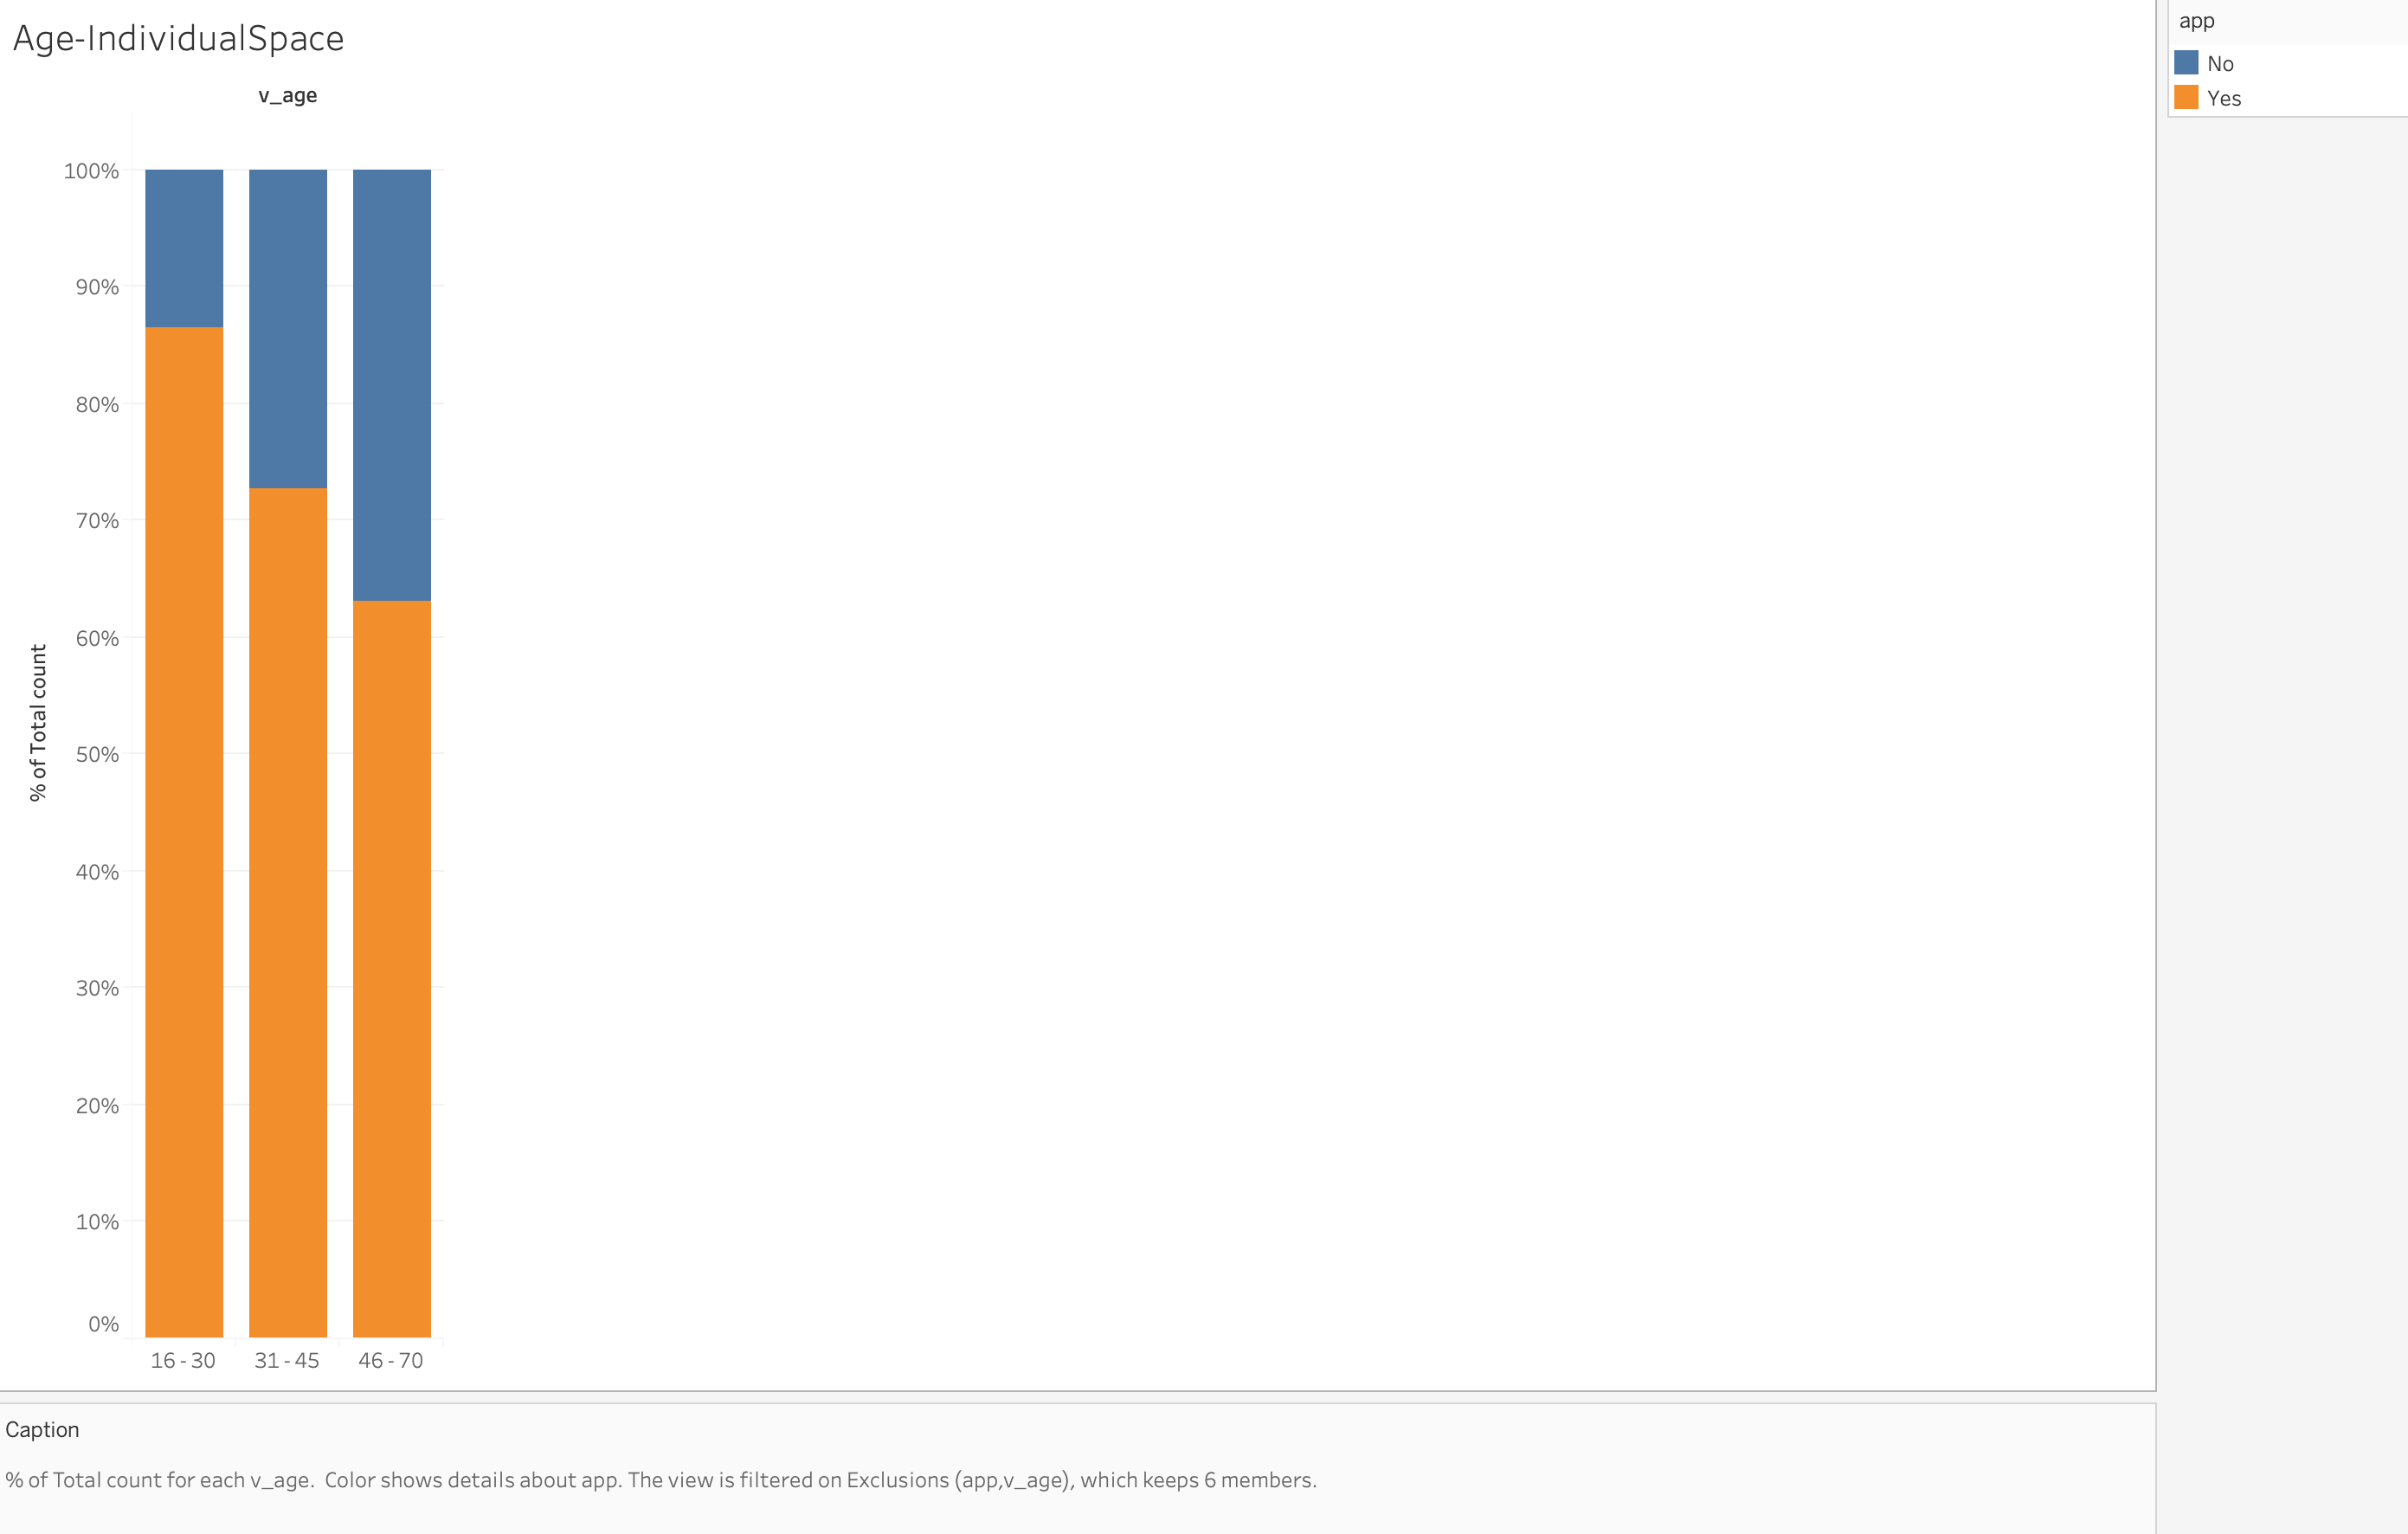 Age-IndividualSpace
v_age
% of Total count
100%
90%
80%
70%
60%
50%
40%
30%
20%
10%
0%
16 - 30
31 - 45
46 - 70
app
No
Yes
Caption
% of Total count for each v_age.  Color shows details about app. The view is filtered on Exclusions (app,v_age), which keeps 6 members.